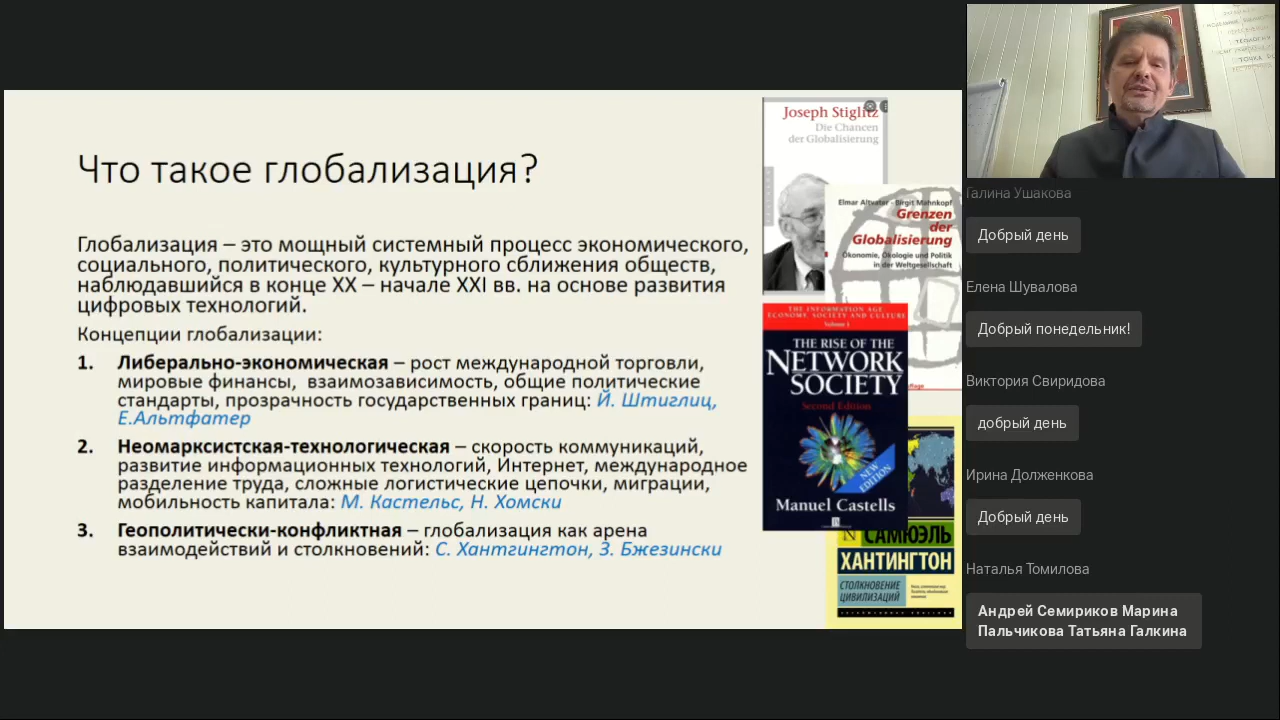 Что такое глобализация?
Глобализация – это мощный системный процесс экономического,
социального, политического, культурного сближения обществ,
наблюдавшийся в конце XX – начале XXI вв. на основе развития
цифровых технологий.
Концепции глобализации:
1. Либерально-экономическая – рост международной торговли,
мировые финансы, взаимозависимость, общие политические
стандарты, прозрачность государственных границ: Й. Штиглиц,
Е.Альтфатер
2. Неомарксистская-технологическая – скорость коммуникаций,
развитие информационных технологий, Интернет, международное
разделение труда, сложные логистические цепочки, миграции,
мобильность капитала: М. Кастельс, Н. Хомски
3. Геополитически-конфликтная – глобализация как арена
взаимодействий и столкновений: С. Хантгингтон, З. Бжезински
Joseph Stiglitz
Die Chancen
der Globalisierung
Elmar Altvater · Birgit Mahnkopf
Grenzen
der
Globalisierung
Ökonomie, Ökologie und Politik
in der Weltgesellschaft
THE INFORMATION AGE
ECONOMY, SOCIETY AND CULTURE
Volume 1
THE RISE OF THE
NETWORK
SOCIETY
Second Edition
NEW
EDITION
Manuel Castells
САМЮЭЛЬ
ХАНТИНГТОН
СТОЛКНОВЕНИЕ
ЦИВИЛИЗАЦИЙ
Галина Ушакова
Добрый день
Елена Шувалова
Добрый понедельник!
Виктория Свиридова
добрый день
Ирина Долженкова
Добрый день
Наталья Томилова
Андрей Семириков Марина
Пальчикова Татьяна Галкина